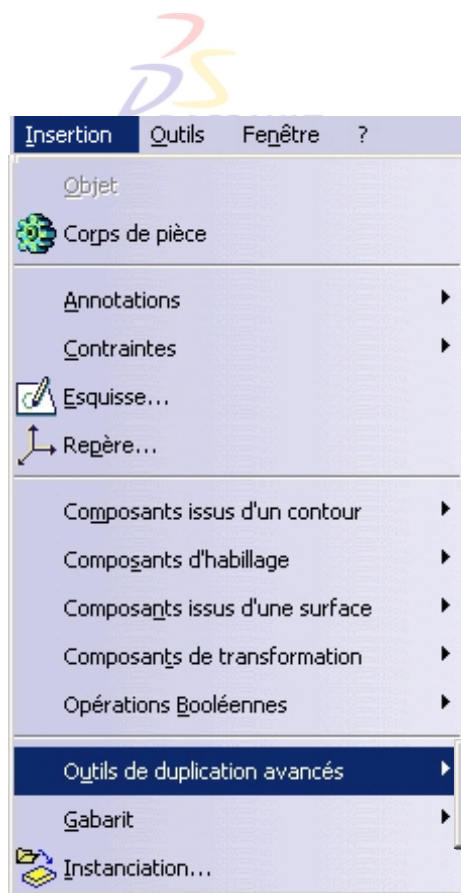 Insertion Outils Fenêtre ?
Objet
Corps de pièce
Annotations
Contraintes
Esquisse...
Repère...
Composants issus d'un contour
Composants d'habillage
Composants issus d'une surface
Composants de transformation
Opérations Booléennes
Outils de duplication avancés
Gabarit
Instanciation...